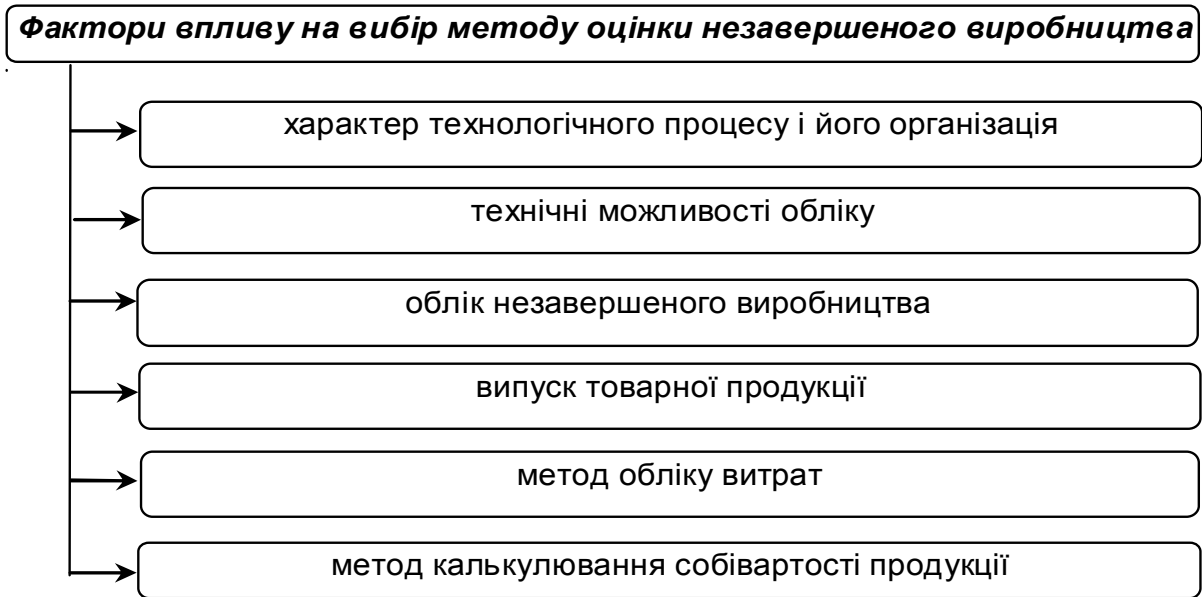 Фактори впливу на вибір методу оцінки незавершеного виробництва
характер технологічного процесу і його організація
технічні можливості обліку
облік незавершеного виробництва
випуск товарної продукції
метод обліку витрат
метод калькулювання собівартості продукції